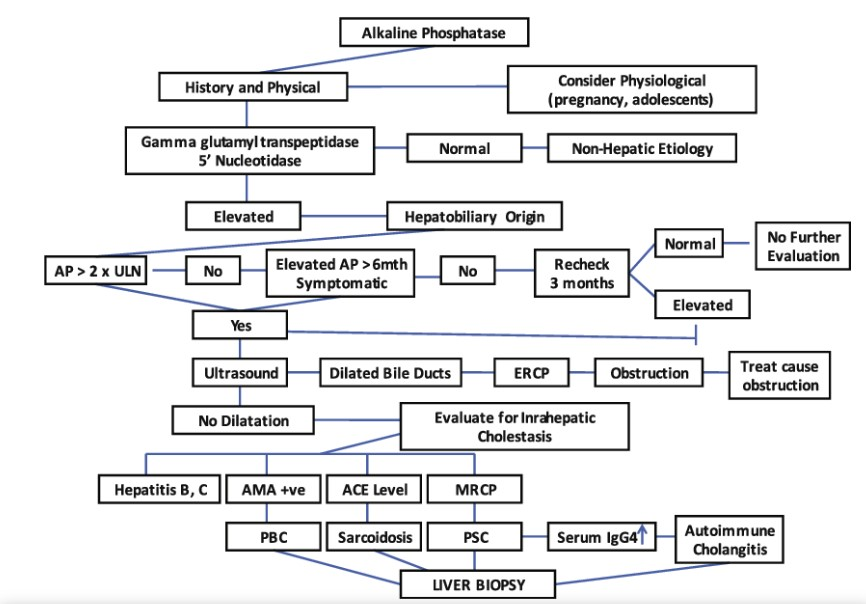 Alkaline Phosphatase
History and Physical
Consider Physiological
(pregnancy, adolescents)
Gamma glutamyl transpeptidase
5' Nucleotidase
Normal
Non-Hepatic Etiology
Elevated
Hepatobiliary Origin
AP > 2 x ULN
No
Elevated AP >6mth
Symptomatic
No
Recheck
3 months
Normal
No Further
Evaluation
Elevated
Yes
Ultrasound
Dilated Bile Ducts
ERCP
Obstruction
Treat cause
obstruction
No Dilatation
Evaluate for Inrahepatic
Cholestasis
Hepatitis B, C
AMA +ve
ACE Level
MRCP
PBC
Sarcoidosis
PSC
Serum IgG4↑
Autoimmune
Cholangitis
LIVER BIOPSY